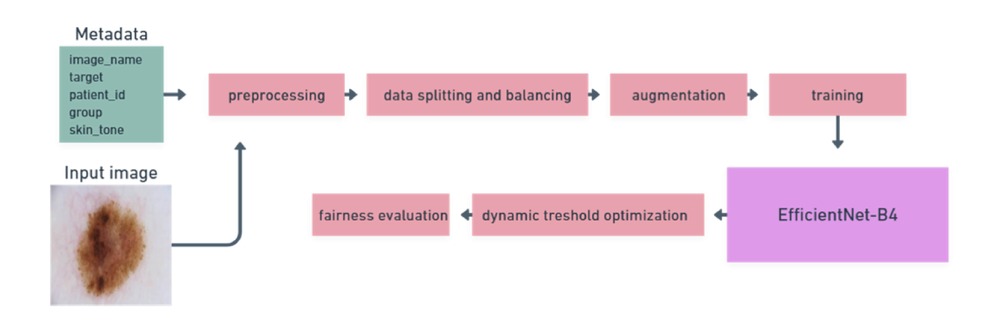 Metadata
image_name
target
patient_id
group
skin_tone
preprocessing
data splitting and balancing
augmentation
training
Input image
fairness evaluation
dynamic treshold optimization
EfficientNet-B4